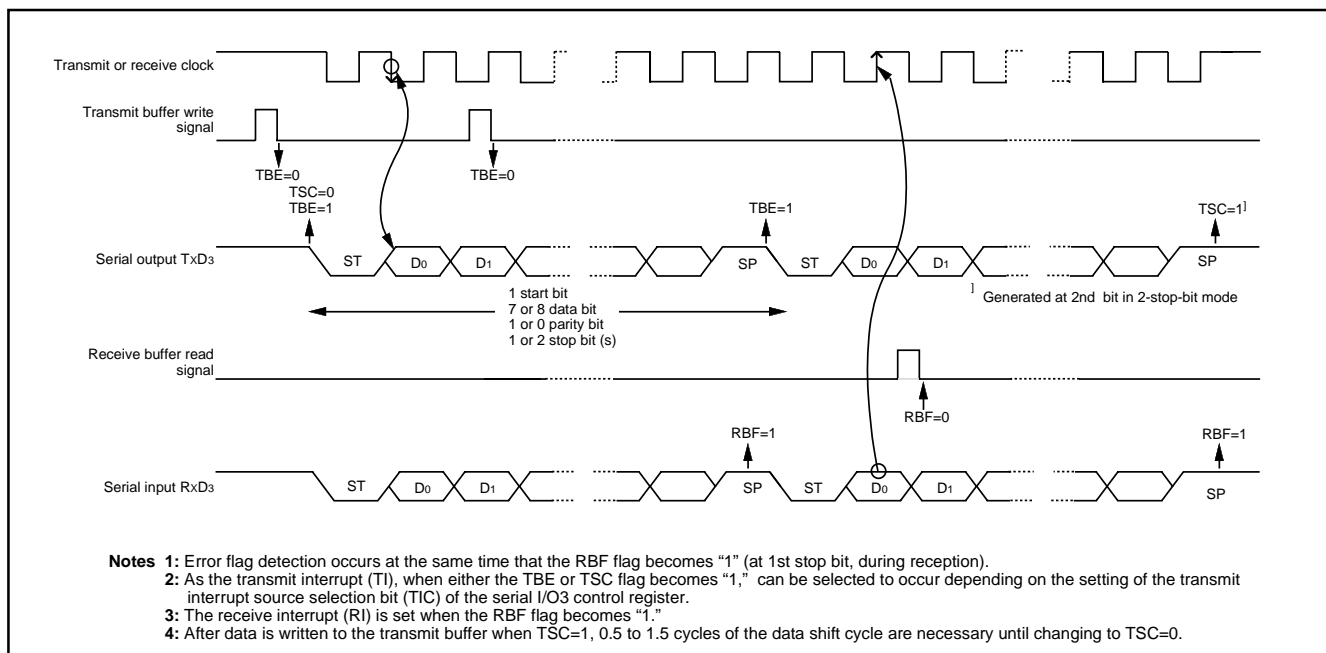 Transmit or receive clock
Transmit buffer write
signal
TBE=0
TBE=0
TSC=0
TBE=1
TBE=1
TSC=1]
Serial output TXD3
ST
D0
D1
SP
ST
D0
D1
SP
] Generated at 2nd bit in 2-stop-bit mode
1 start bit
7 or 8 data bit
1 or 0 parity bit
1 or 2 stop bit (s)
Receive buffer read
signal
RBF=0
RBF=1
RBF=1
Serial input RXD3
ST
D0
D1
SP
ST
D0
D1
SP
Notes 1: Error flag detection occurs at the same time that the RBF flag becomes “1” (at 1st stop bit, during reception).
2: As the transmit interrupt (TI), when either the TBE or TSC flag becomes “1,” can be selected to occur depending on the setting of the transmit
interrupt source selection bit (TIC) of the serial I/O3 control register.
3: The receive interrupt (RI) is set when the RBF flag becomes “1.”
4: After data is written to the transmit buffer when TSC=1, 0.5 to 1.5 cycles of the data shift cycle are necessary until changing to TSC=0.